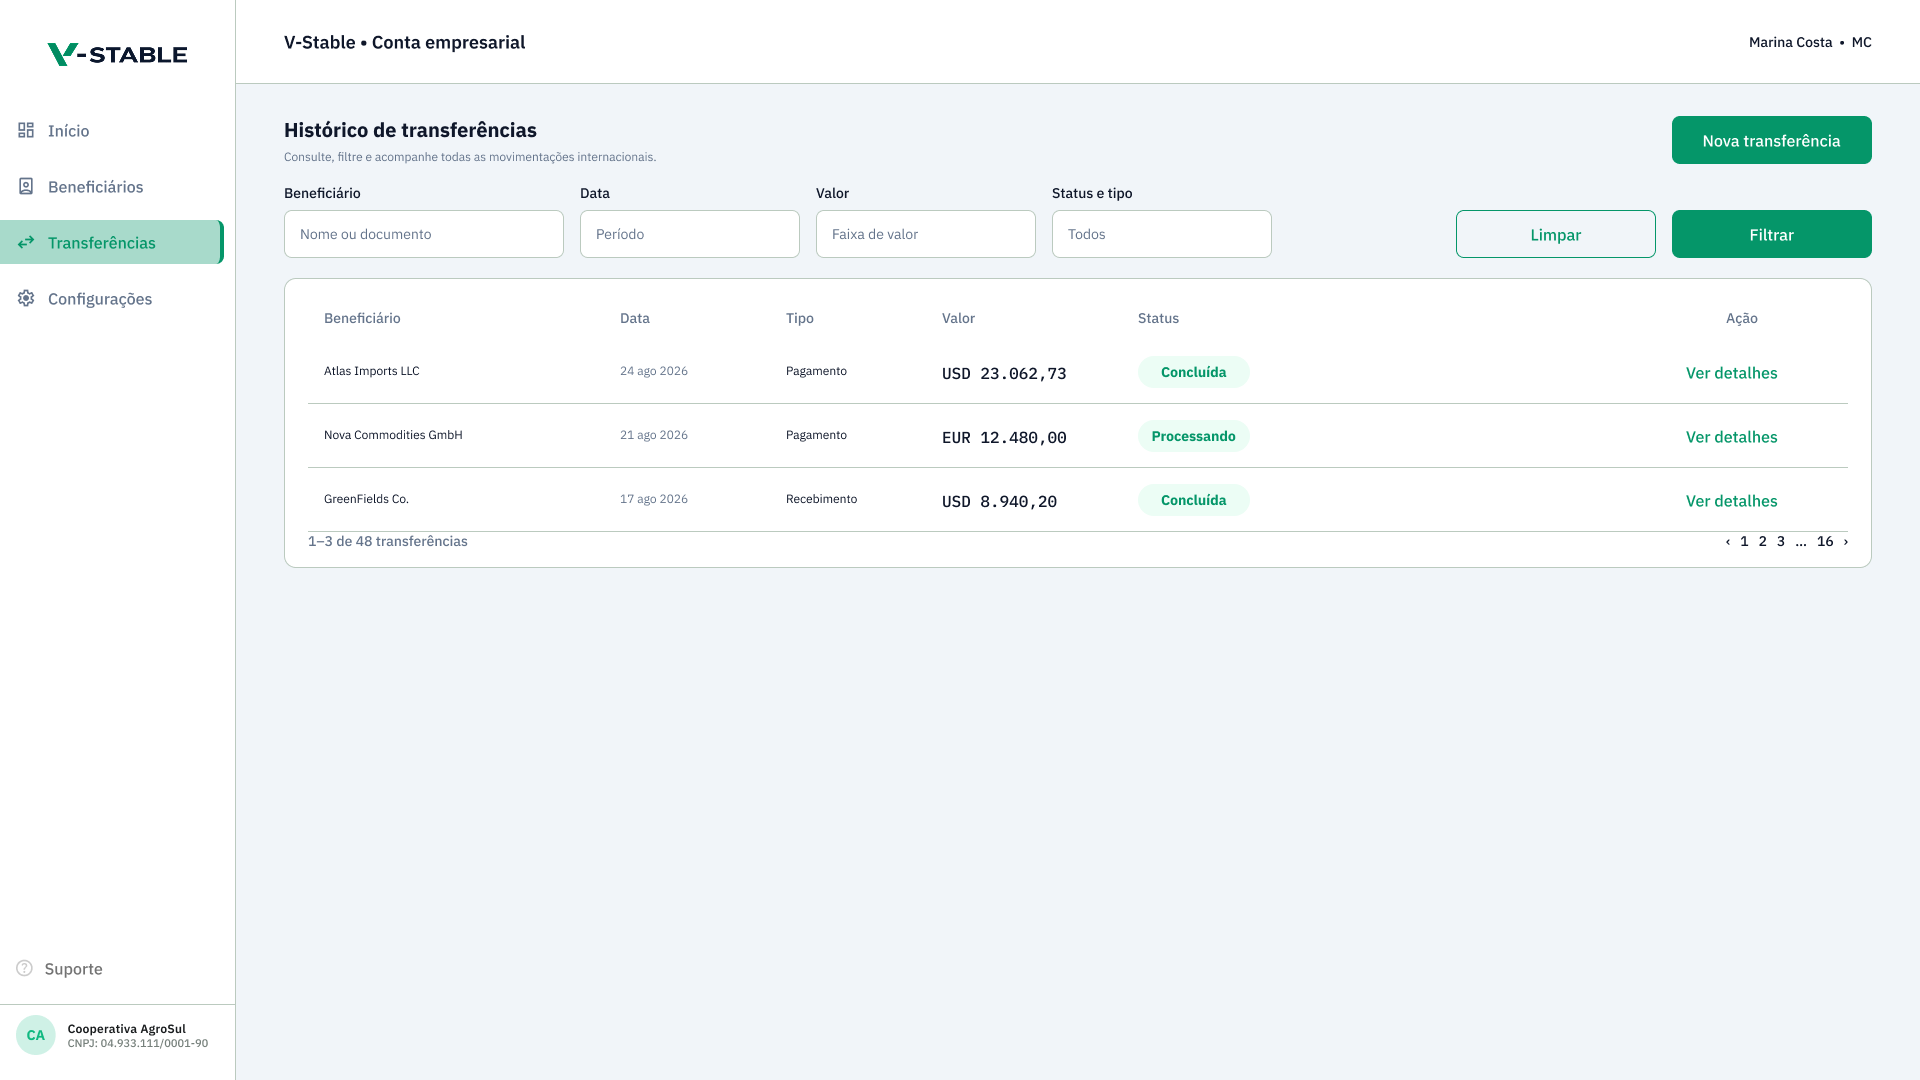 V-STABLE
Início
Beneficiários
Transferências
Configurações
Suporte
CA
Cooperativa AgroSul
CNPJ: 04.933.111/0001-90
V-Stable • Conta empresarial
Marina Costa • MC
Histórico de transferências
Consulte, filtre e acompanhe todas as movimentações internacionais.
Nova transferência
Beneficiário Data Valor Status e tipo
Nome ou documento Período Faixa de valor Todos Limpar Filtrar
Beneficiário Data Tipo Valor Status Ação
Atlas Imports LLC 24 ago 2026 Pagamento USD 23.062,73 Concluída Ver detalhes
Nova Commodities GmbH 21 ago 2026 Pagamento EUR 12.480,00 Processando Ver detalhes
GreenFields Co. 17 ago 2026 Recebimento USD 8.940,20 Concluída Ver detalhes
1–3 de 48 transferências ‹ 1 2 3 … 16 ›